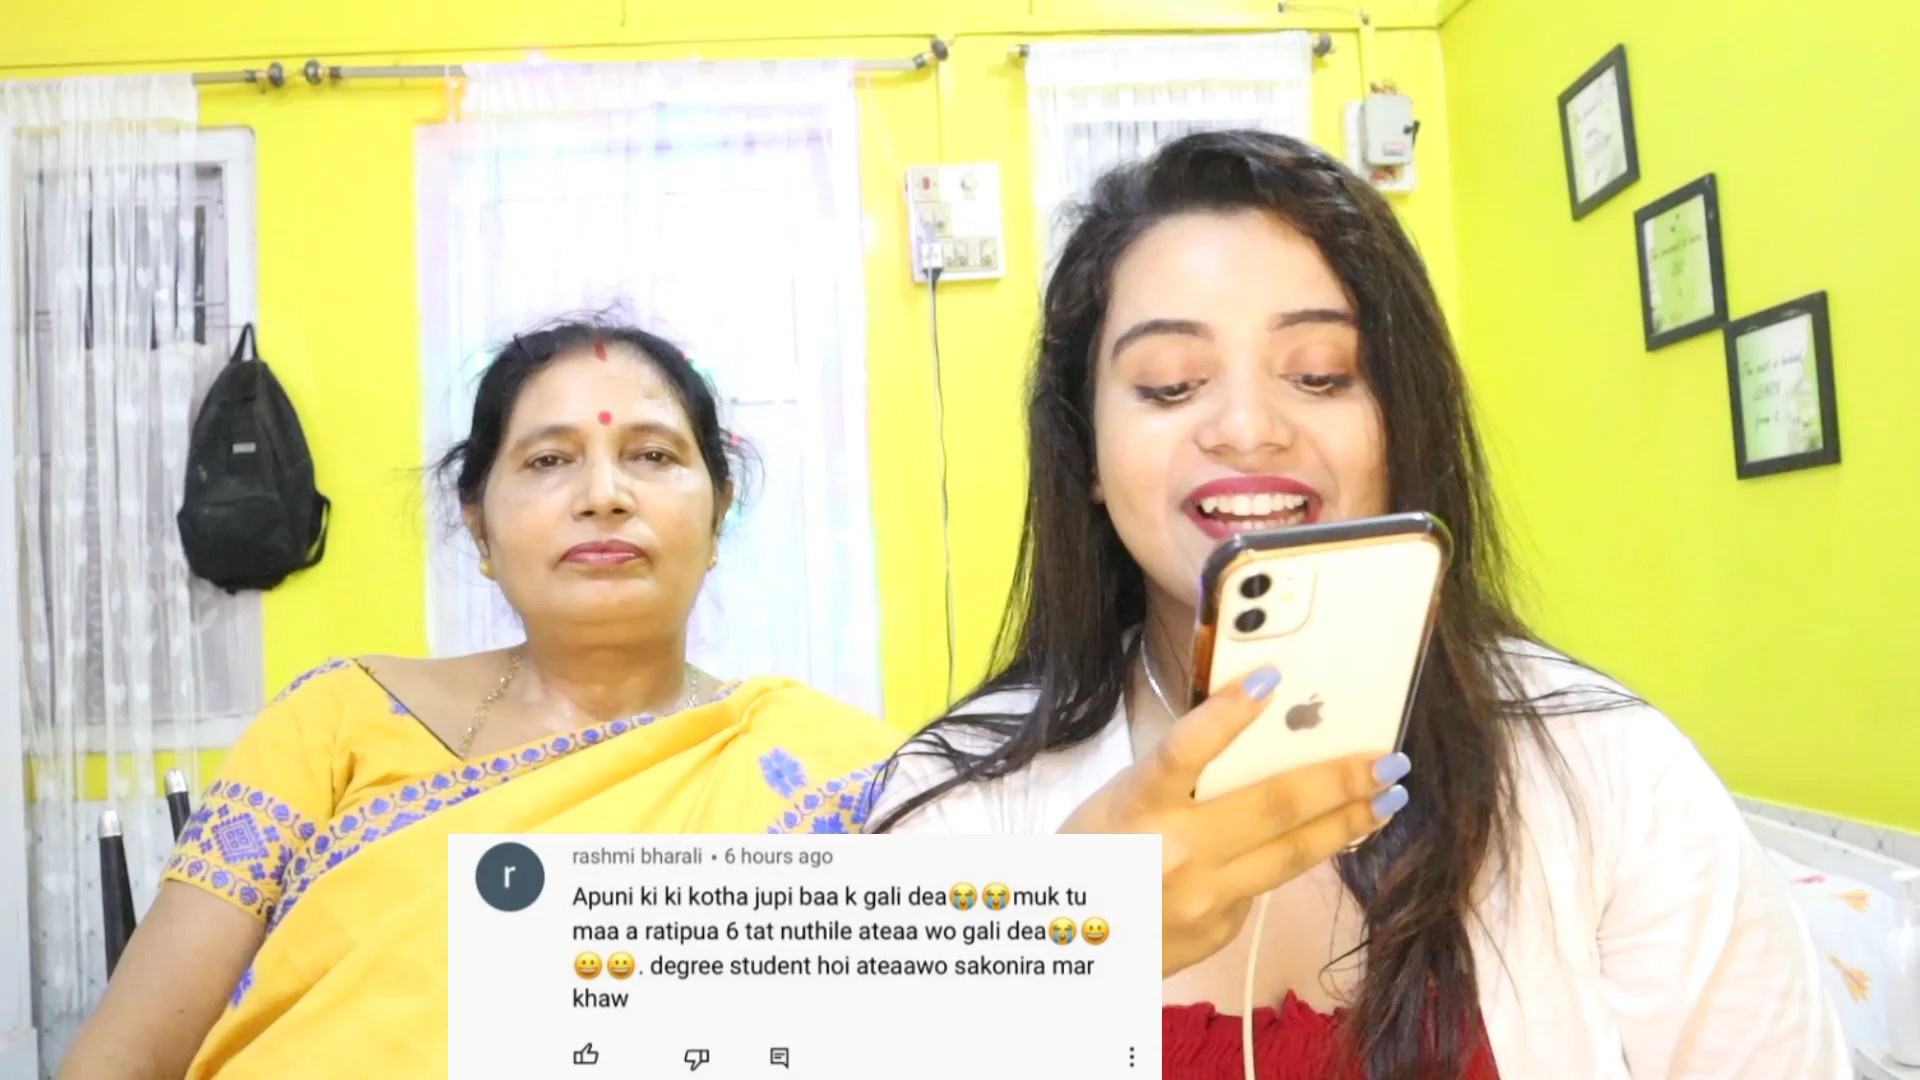 rashmi bharali • 6 hours ago
r
Apuni ki ki kotha jupi baa k gali dea😭😭muk tu
maa a ratipua 6 tat nuthile ateaa wo gali dea😭😀
😀😀. degree student hoi ateaawo sakonira mar
khaw
LEARN